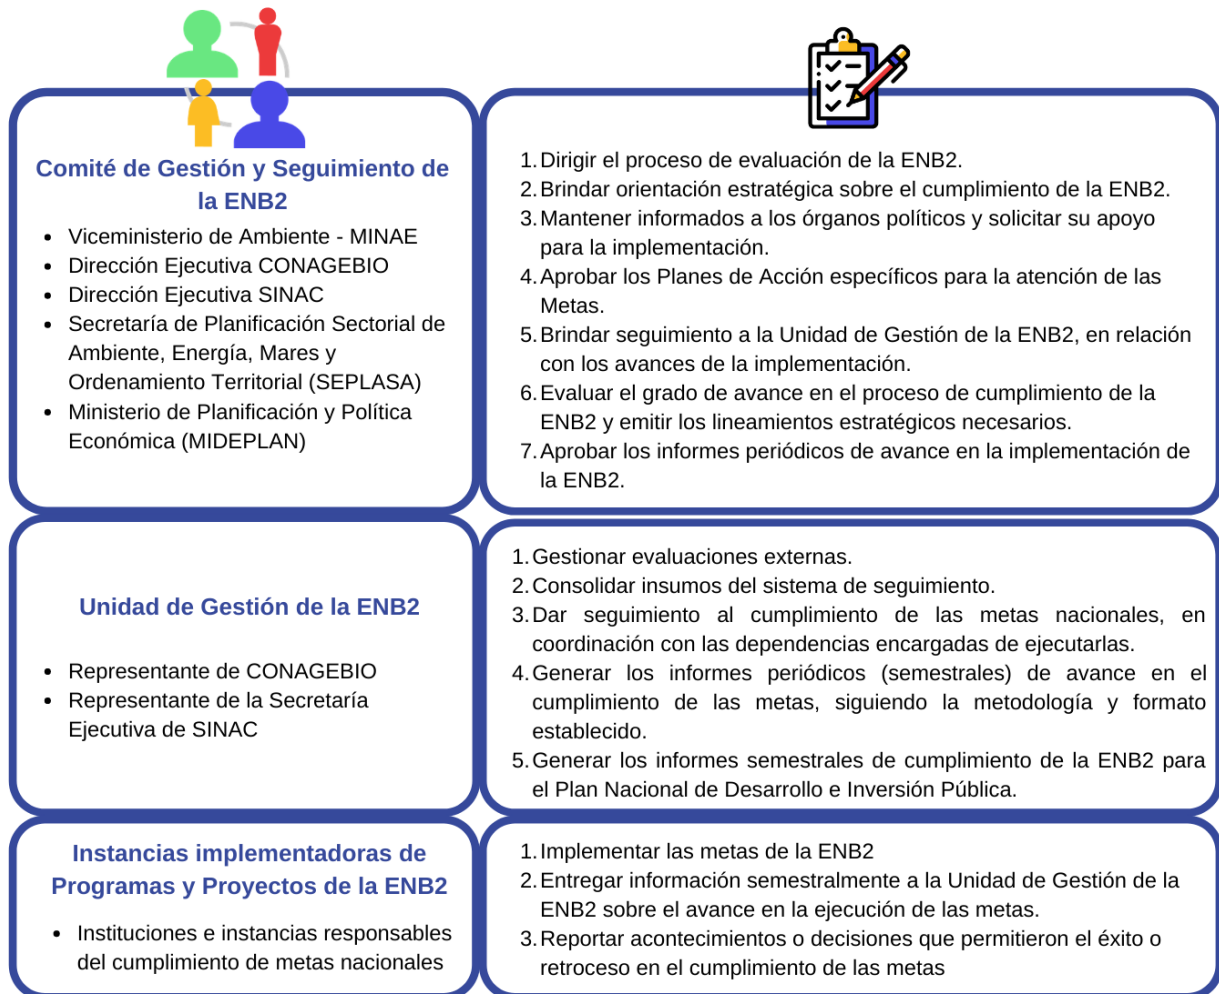 Comité de Gestión y Seguimiento de
la ENB2
• Viceministerio de Ambiente - MINAE
• Dirección Ejecutiva CONAGEBIO
• Dirección Ejecutiva SINAC
• Secretaría de Planificación Sectorial de
Ambiente, Energía, Mares y
Ordenamiento Territorial (SEPLASA)
• Ministerio de Planificación y Política
Económica (MIDEPLAN)
1. Dirigir el proceso de evaluación de la ENB2.
2. Brindar orientación estratégica sobre el cumplimiento de la ENB2.
3. Mantener informados a los órganos políticos y solicitar su apoyo
para la implementación.
4. Aprobar los Planes de Acción específicos para la atención de las
Metas.
5. Brindar seguimiento a la Unidad de Gestión de la ENB2, en relación
con los avances de la implementación.
6. Evaluar el grado de avance en el proceso de cumplimiento de la
ENB2 y emitir los lineamientos estratégicos necesarios.
7. Aprobar los informes periódicos de avance en la implementación de
la ENB2.
Unidad de Gestión de la ENB2
• Representante de CONAGEBIO
• Representante de la Secretaría
Ejecutiva de SINAC
1. Gestionar evaluaciones externas.
2. Consolidar insumos del sistema de seguimiento.
3. Dar seguimiento al cumplimiento de las metas nacionales, en
coordinación con las dependencias encargadas de ejecutarlas.
4. Generar los informes periódicos (semestrales) de avance en el
cumplimiento de las metas, siguiendo la metodología y formato
establecido.
5. Generar los informes semestrales de cumplimiento de la ENB2 para
el Plan Nacional de Desarrollo e Inversión Pública.
Instancias implementadoras de
Programas y Proyectos de la ENB2
• Instituciones e instancias responsables
del cumplimiento de metas nacionales
1. Implementar las metas de la ENB2
2. Entregar información semestralmente a la Unidad de Gestión de la
ENB2 sobre el avance en la ejecución de las metas.
3. Reportar acontecimientos o decisiones que permitieron el éxito o
retroceso en el cumplimiento de las metas